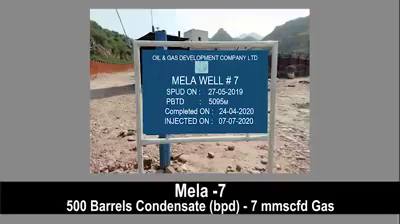 OIL & GAS DEVELOPMENT COMPANY LTD
MELA WELL # 7
SPUD ON : 27-05-2019
PBTD : 5095M
Completed ON : 24-04-2020
INJECTED ON : 07-07-2020
Mela -7
500 Barrels Condensate (bpd) - 7 mmscfd Gas